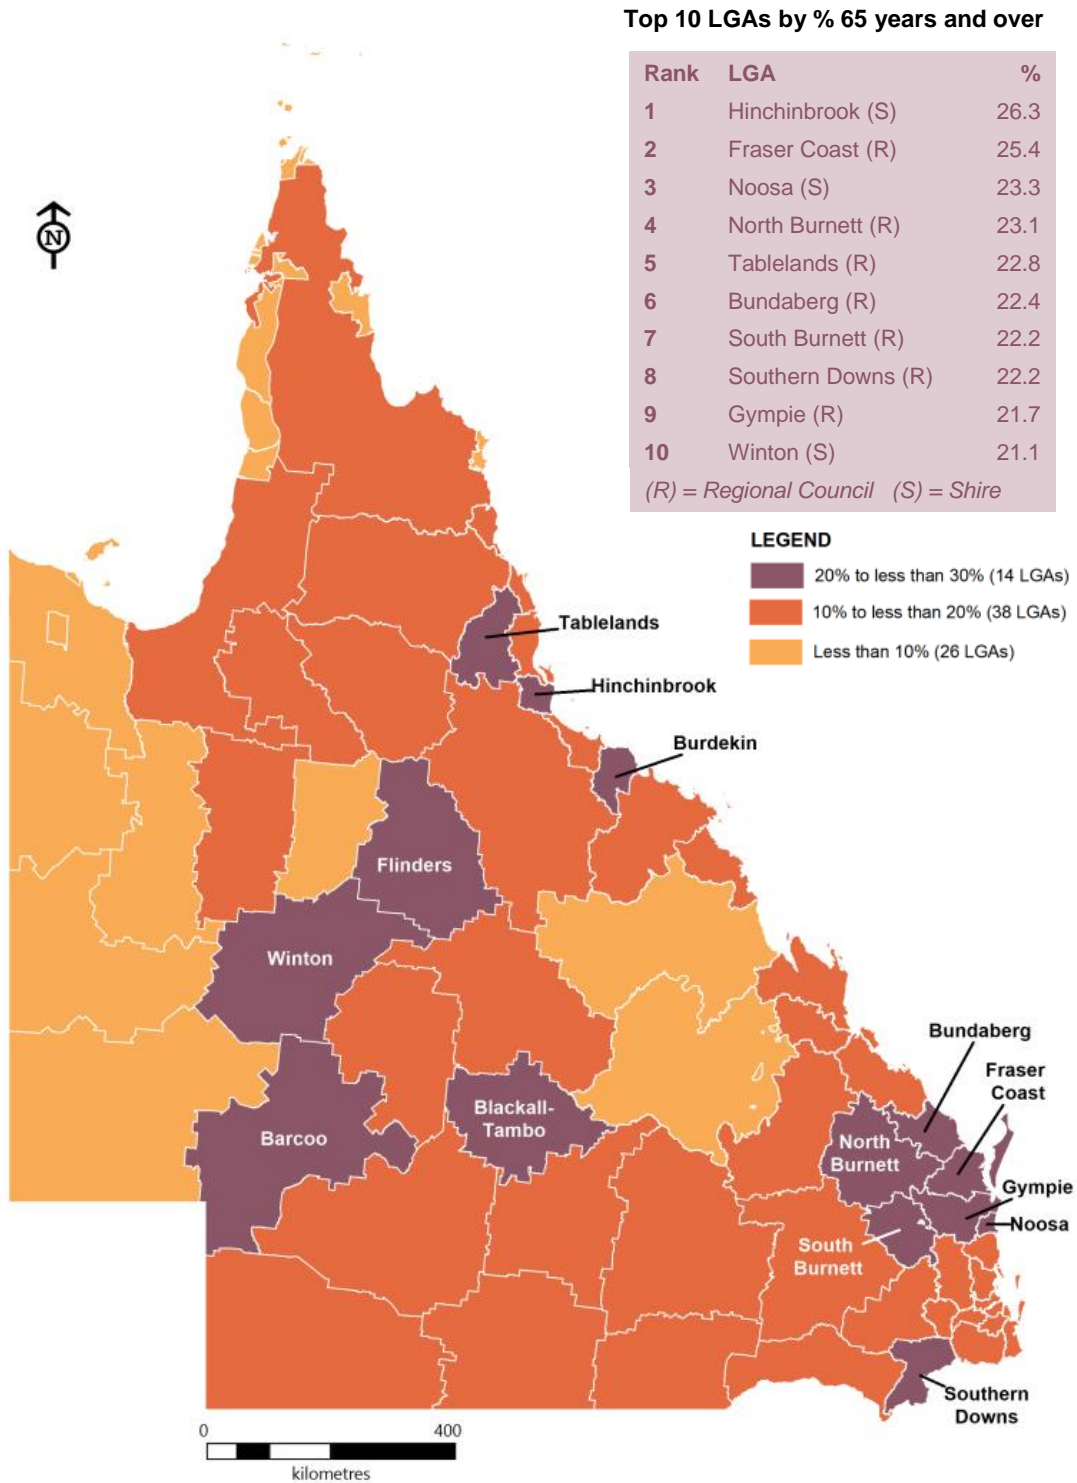 Top 10 LGAs by % 65 years and over
Rank LGA %
1 Hinchinbrook (S) 26.3
2 Fraser Coast (R) 25.4
3 Noosa (S) 23.3
4 North Burnett (R) 23.1
5 Tablelands (R) 22.8
6 Bundaberg (R) 22.4
7 South Burnett (R) 22.2
8 Southern Downs (R) 22.2
9 Gympie (R) 21.7
10 Winton (S) 21.1
(R) = Regional Council (S) = Shire
N
LEGEND
20% to less than 30% (14 LGAs)
10% to less than 20% (38 LGAs)
Less than 10% (26 LGAs)
Tablelands
Hinchinbrook
Burdekin
Flinders
Winton
Bundaberg
Fraser
Coast
Blackall-
Tambo
Barcoo
North
Burnett
Gympie
Noosa
South
Burnett
Southern
Downs
0 400
kilometres